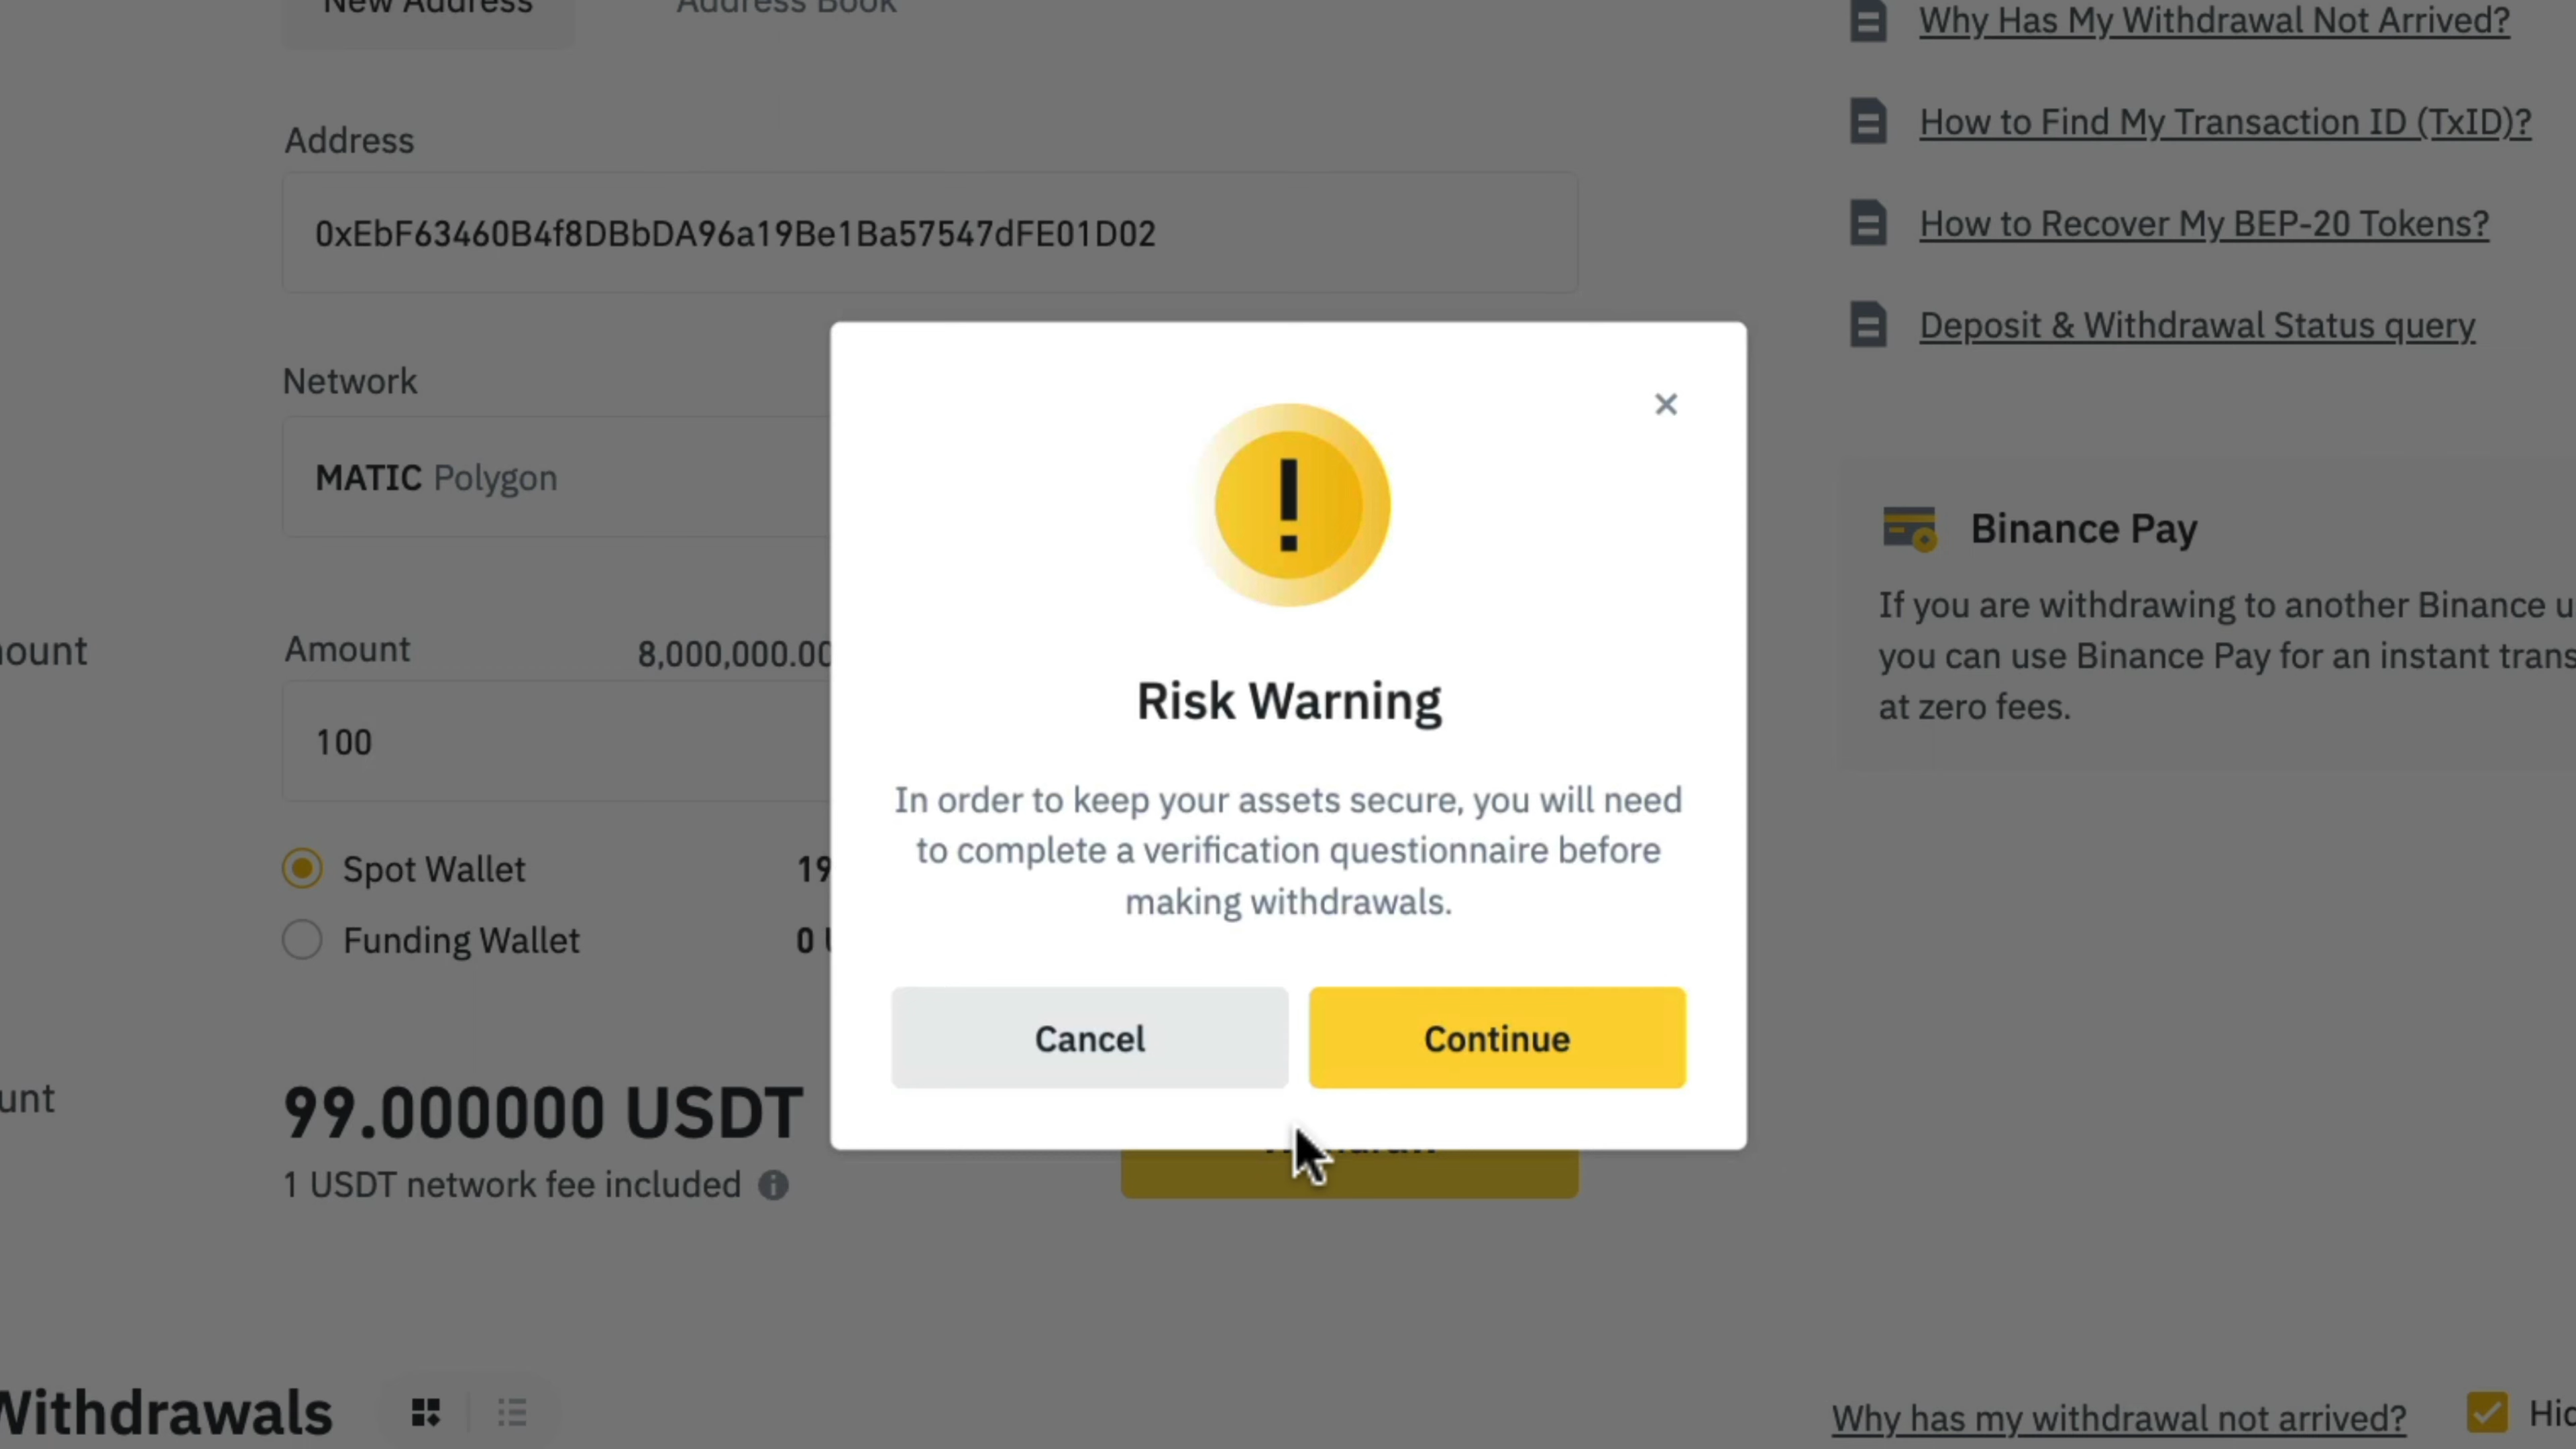 New Address
Address Book
Address
0xEbF63460B4f8DBbDA96a19Be1Ba57547dFE01D02
Network
MATIC Polygon
Amount
8,000,000.00
100
Spot Wallet
19
Funding Wallet
0
99.000000 USDT
1 USDT network fee included
Risk Warning
In order to keep your assets secure, you will need
to complete a verification questionnaire before
making withdrawals.
Cancel
Continue
Why Has My Withdrawal Not Arrived?
How to Find My Transaction ID (TxID)?
How to Recover My BEP-20 Tokens?
Deposit & Withdrawal Status query
Binance Pay
If you are withdrawing to another Binance u
you can use Binance Pay for an instant trans
at zero fees.
Withdrawals
Why has my withdrawal not arrived?